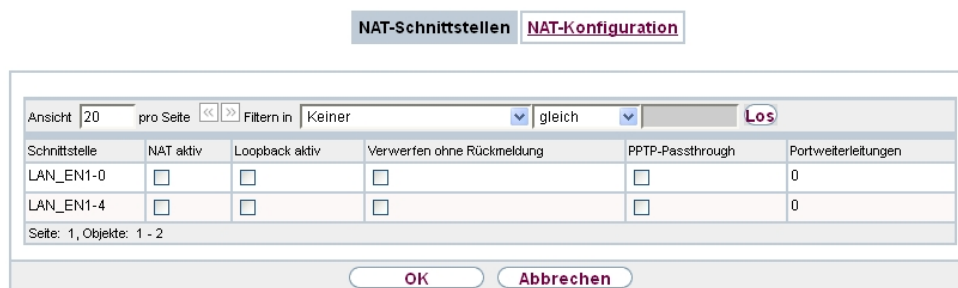 NAT-Schnittstellen NAT-Konfiguration
Ansicht 20 pro Seite << >> Filtern in Keiner gleich Los
Schnittstelle NAT aktiv Loopback aktiv Verwerfen ohne Rückmeldung PPTP-Passthrough Portweiterleitungen
LAN_EN1-0 0
LAN_EN1-4 0
Seite: 1, Objekte: 1 - 2
OK Abbrechen